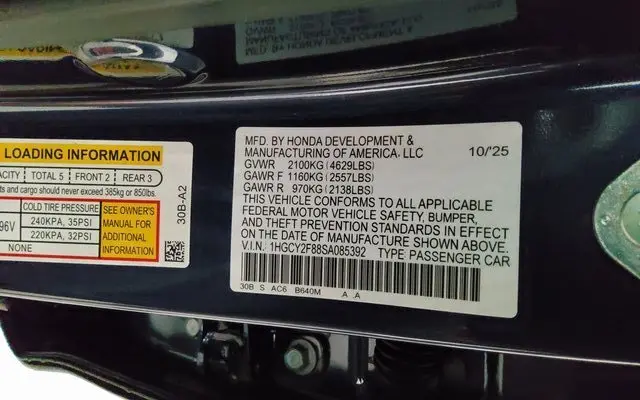 LOADING INFORMATION
TOTAL 5 FRONT 2 REAR 3
and cargo should never exceed 385kg or 850lbs.
COLD TIRE PRESSURE
SEE OWNER'S
MANUAL FOR
ADDITIONAL
INFORMATION
96V
240KPA, 35PSI
220KPA, 32PSI
NONE
30B-A2
MFD. BY HONDA DEVELOPMENT &
MANUFACTURING OF AMERICA, LLC 10/'25
GVWR 2100KG (4629LBS)
GAWR F 1160KG (2557LBS)
GAWR R 970KG (2138LBS)
THIS VEHICLE CONFORMS TO ALL APPLICABLE
FEDERAL MOTOR VEHICLE SAFETY, BUMPER,
AND THEFT PREVENTION STANDARDS IN EFFECT
ON THE DATE OF MANUFACTURE SHOWN ABOVE.
V.I.N. 1HGCY2F88SA085392 TYPE PASSENGER CAR
30B S AC6 B640M A .A